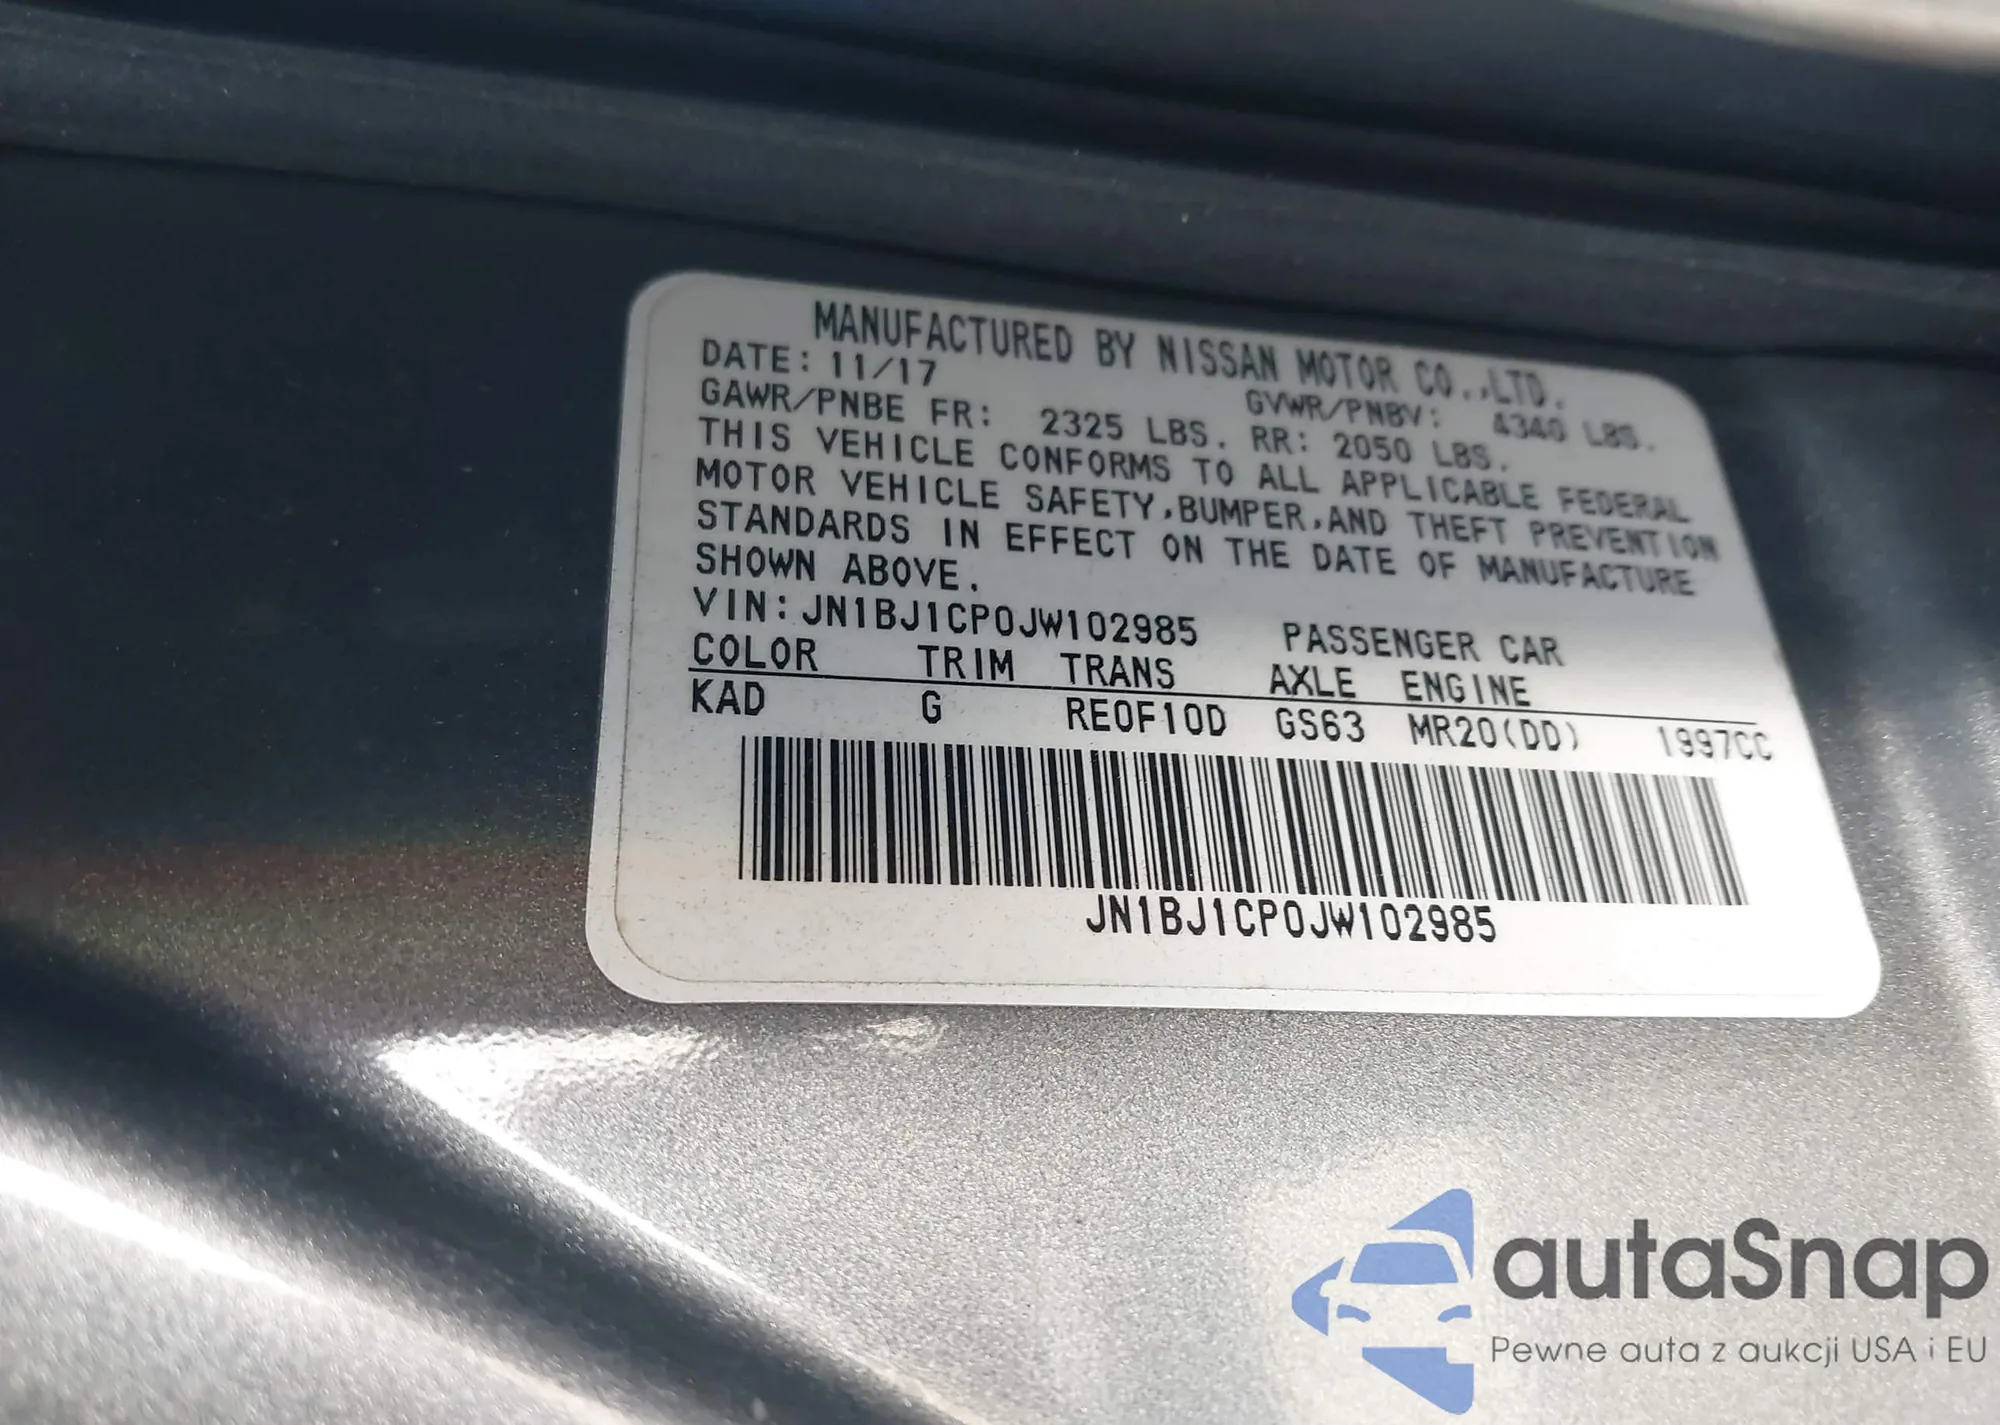 MANUFACTURED BY NISSAN MOTOR CO.,LTD.
DATE: 11/17 GVWR/PNBV: 4340 LBS.
GAWR/PNBE FR: 2325 LBS. RR: 2050 LBS.
THIS VEHICLE CONFORMS TO ALL APPLICABLE FEDERAL
MOTOR VEHICLE SAFETY,BUMPER,AND THEFT PREVENTION
STANDARDS IN EFFECT ON THE DATE OF MANUFACTURE
SHOWN ABOVE.
VIN: JN1BJ1CP0JW102985 PASSENGER CAR
COLOR TRIM TRANS AXLE ENGINE
KAD G RE0F10D GS63 MR20(DD) 1997CC
JN1BJ1CP0JW102985
autaSnap
Pewne auta z aukcji USA i EU